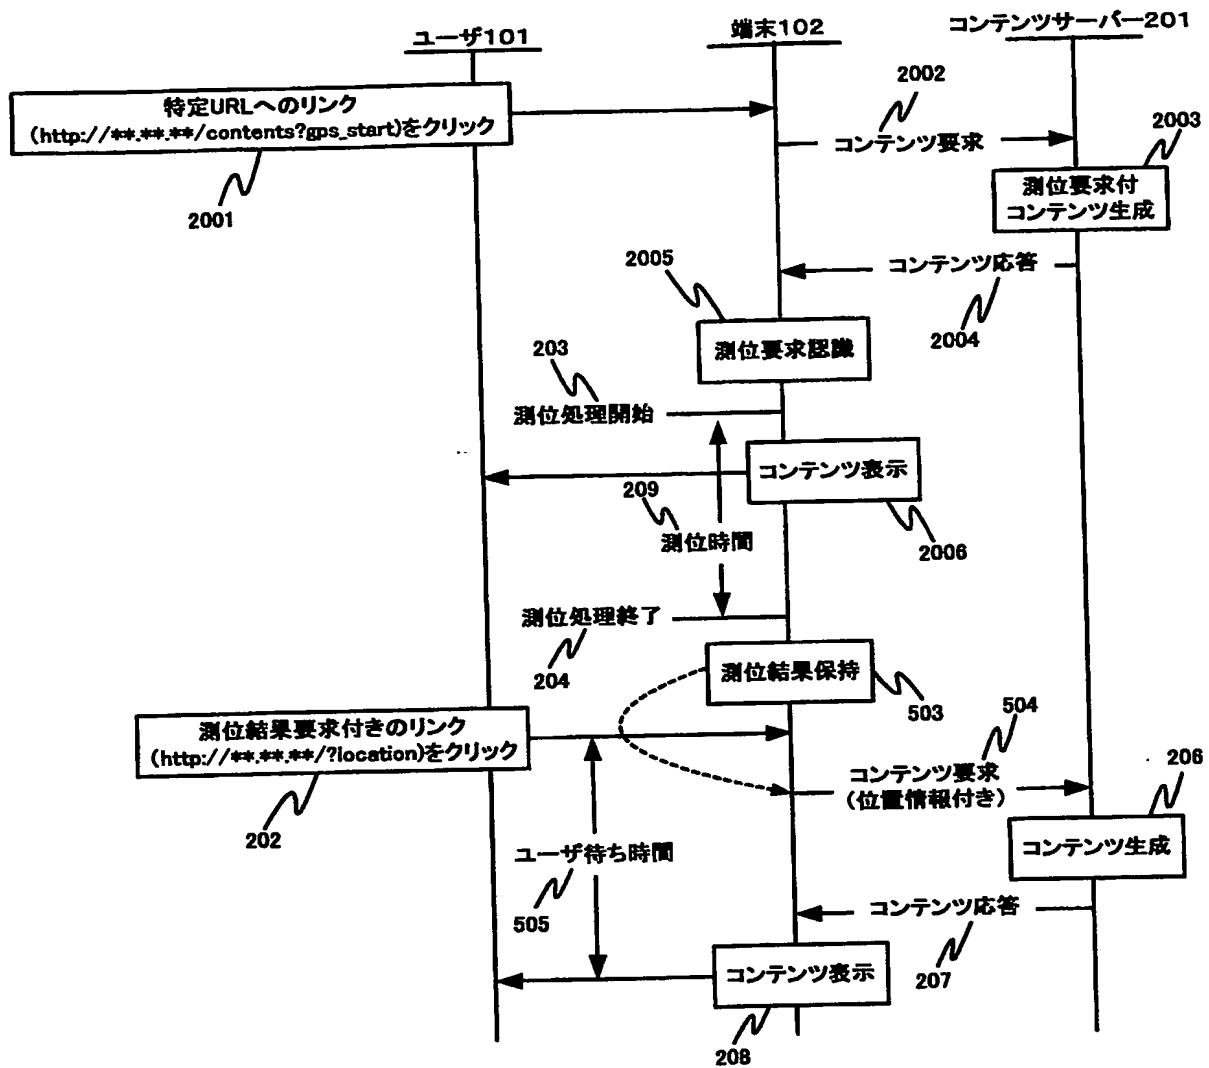 ユーザ101
端末102
コンテンツサーバー201
特定URLへのリンク
(http://**.**.**/contents?gps_start)をクリック
2001
2002
コンテンツ要求
2003
測位要求付
コンテンツ生成
コンテンツ応答
2004
2005
測位要求認識
203
測位処理開始
コンテンツ表示
2006
209
測位時間
測位処理終了
204
測位結果保持
503
測位結果要求付きのリンク
(http://**.**.**/?location)をクリック
202
504
コンテンツ要求
(位置情報付き)
206
コンテンツ生成
ユーザ待ち時間
505
コンテンツ応答
207
コンテンツ表示
208